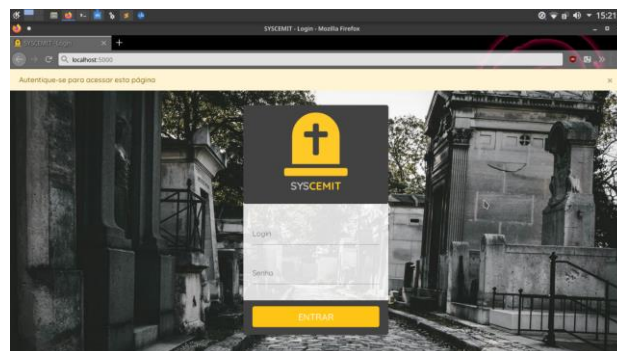 15:21
SYSCEMIT - Login - Mozilla Firefox
SYSCEMIT - Login
localhost:5000
Autentique-se para acessar esta página
SYSCEMIT
Login
Senha
ENTRAR